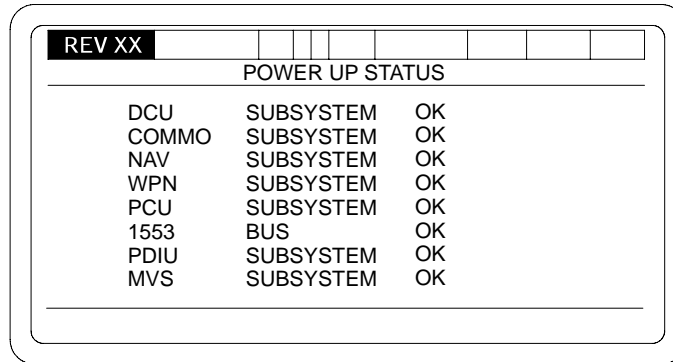 REV XX
POWER UP STATUS
DCU SUBSYSTEM OK
COMMO SUBSYSTEM OK
NAV SUBSYSTEM OK
WPN SUBSYSTEM OK
PCU SUBSYSTEM OK
1553 BUS OK
PDIU SUBSYSTEM OK
MVS SUBSYSTEM OK